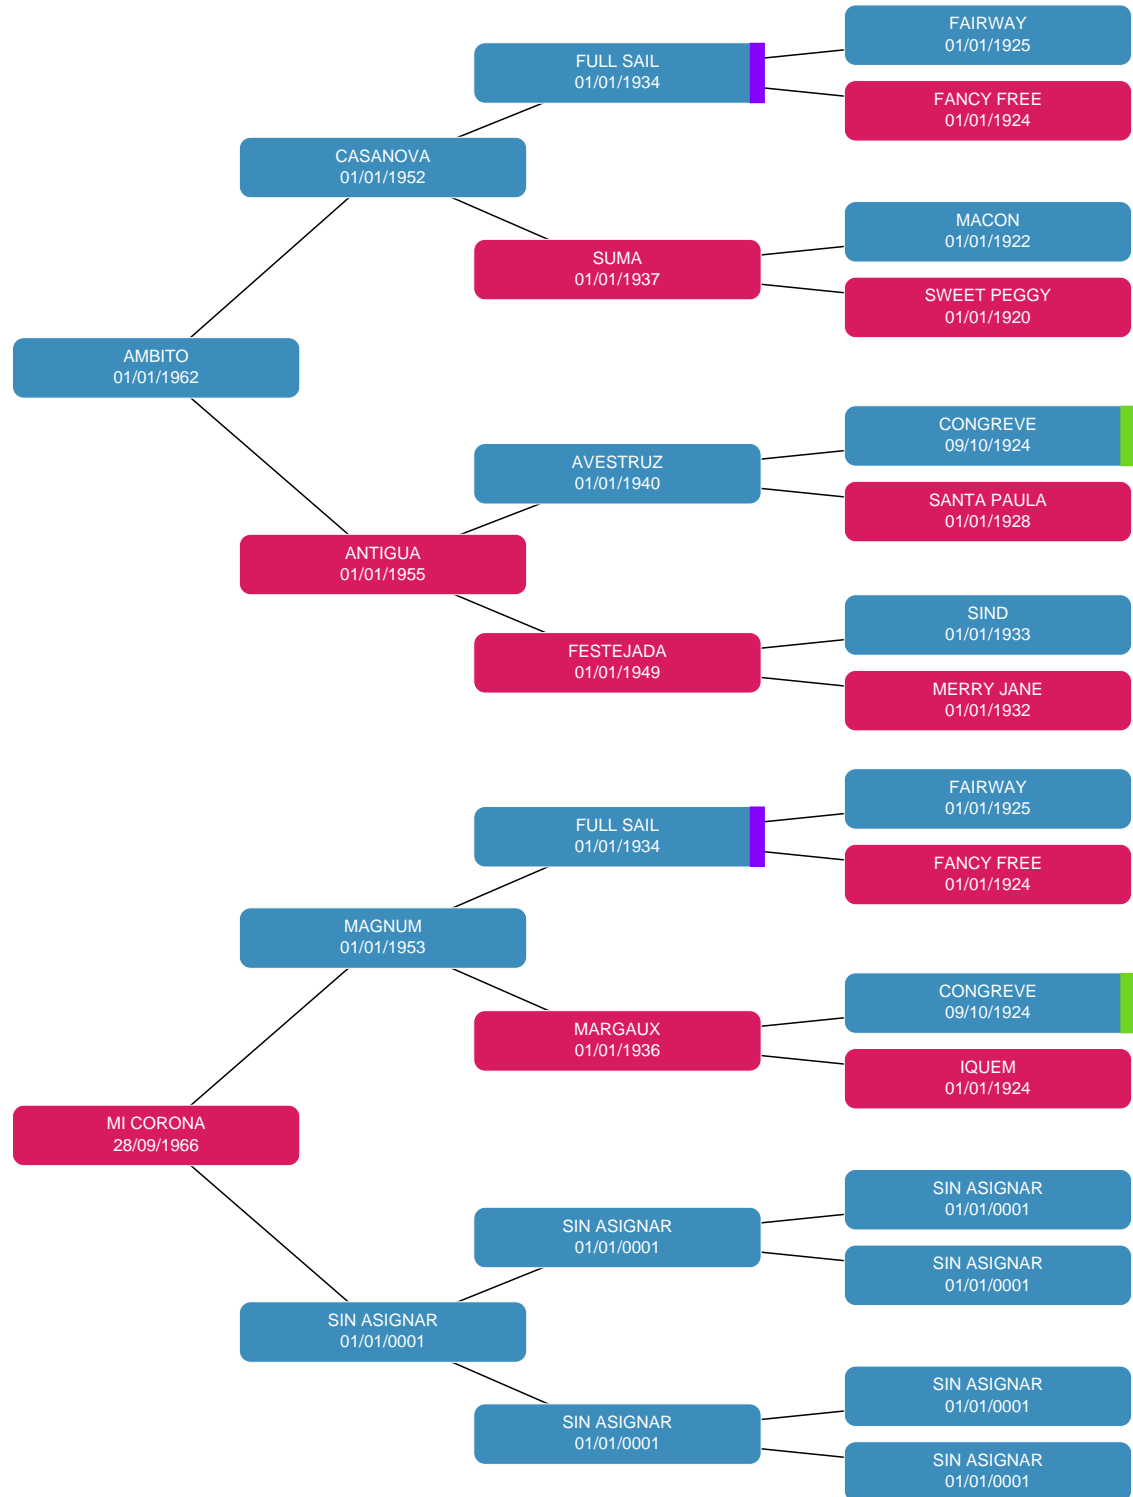 FAIRWAY
01/01/1925
FULL SAIL
01/01/1934
FANCY FREE
01/01/1924
CASANOVA
01/01/1952
MACON
01/01/1922
SUMA
01/01/1937
SWEET PEGGY
01/01/1920
AMBITO
01/01/1962
CONGREVE
09/10/1924
AVESTRUZ
01/01/1940
SANTA PAULA
01/01/1928
ANTIGUA
01/01/1955
SIND
01/01/1933
FESTEJADA
01/01/1949
MERRY JANE
01/01/1932
FAIRWAY
01/01/1925
FULL SAIL
01/01/1934
FANCY FREE
01/01/1924
MAGNUM
01/01/1953
CONGREVE
09/10/1924
MARGAUX
01/01/1936
IQUEM
01/01/1924
MI CORONA
28/09/1966
SIN ASIGNAR
01/01/0001
SIN ASIGNAR
01/01/0001
SIN ASIGNAR
01/01/0001
SIN ASIGNAR
01/01/0001
SIN ASIGNAR
01/01/0001
SIN ASIGNAR
01/01/0001
SIN ASIGNAR
01/01/0001